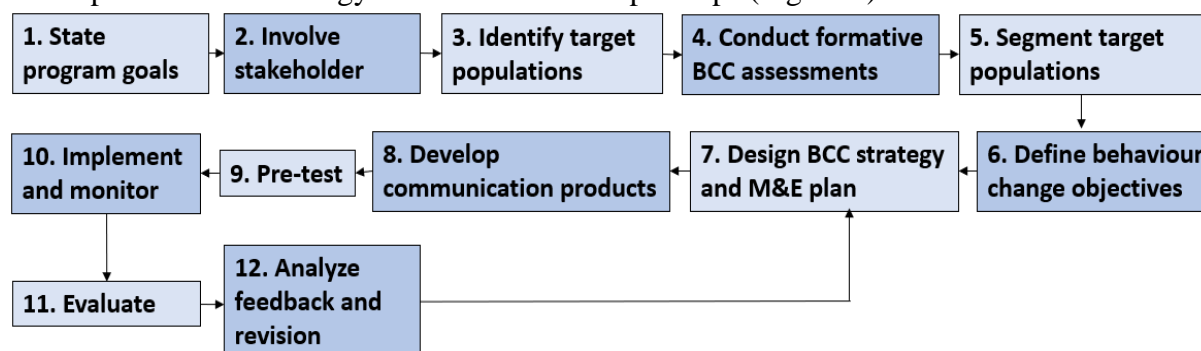 1. State
program goals
2. Involve
stakeholder
3. Identify target
populations
4. Conduct formative
BCC assessments
5. Segment target
populations
6. Define behaviour
change objectives
7. Design BCC strategy
and M&E plan
8. Develop
communication products
9. Pre-test
10. Implement
and monitor
11. Evaluate
12. Analyze
feedback and
revision